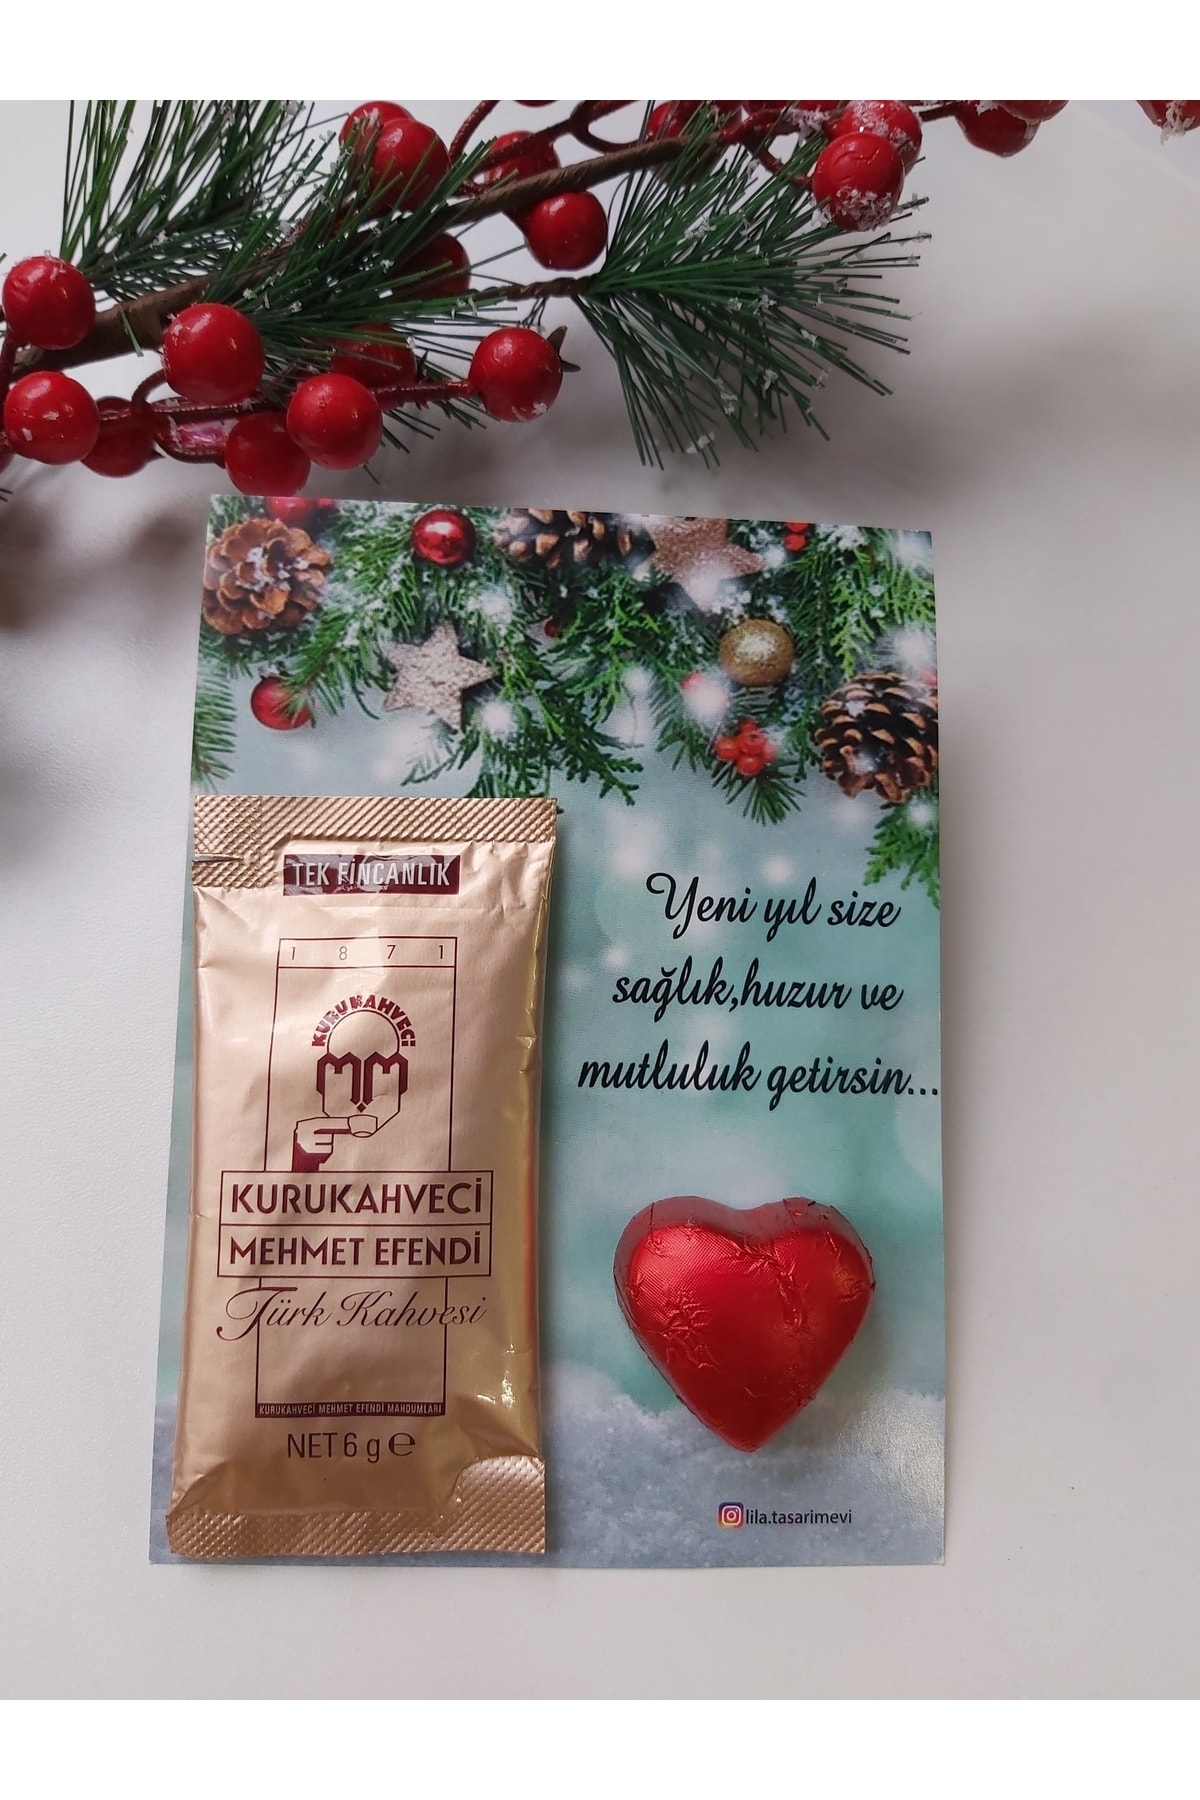 TEK FİNCANLIK
1 8 7 1
KURUKAHVECİ
MM
KURUKAHVECİ
MEHMET EFENDİ
Türk Kahvesi
KURUKAHVECİ MEHMET EFENDİ MAHDUMLARI
NET 6 g ℮
Yeni yıl size
sağlık,huzur ve
mutluluk getirsin...
lila.tasarimevi